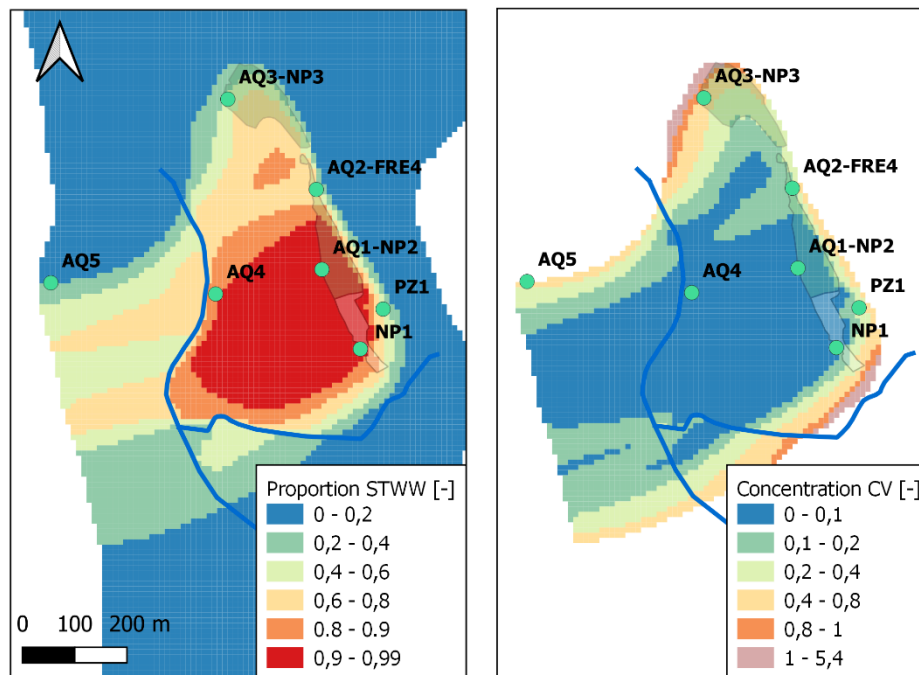 AQ3-NP3
AQ2-FRE4
AQ1-NP2
AQ5
AQ4
PZ1
NP1
Proportion STWW [-]
0 - 0,2
0,2 - 0,4
0,4 - 0,6
0,6 - 0,8
0.8 - 0.9
0,9 - 0,99
0 100 200 m
AQ3-NP3
AQ2-FRE4
AQ1-NP2
AQ5
AQ4
PZ1
NP1
Concentration CV [-]
0 - 0,1
0,1 - 0,2
0,2 - 0,4
0,4 - 0,8
0,8 - 1
1 - 5,4